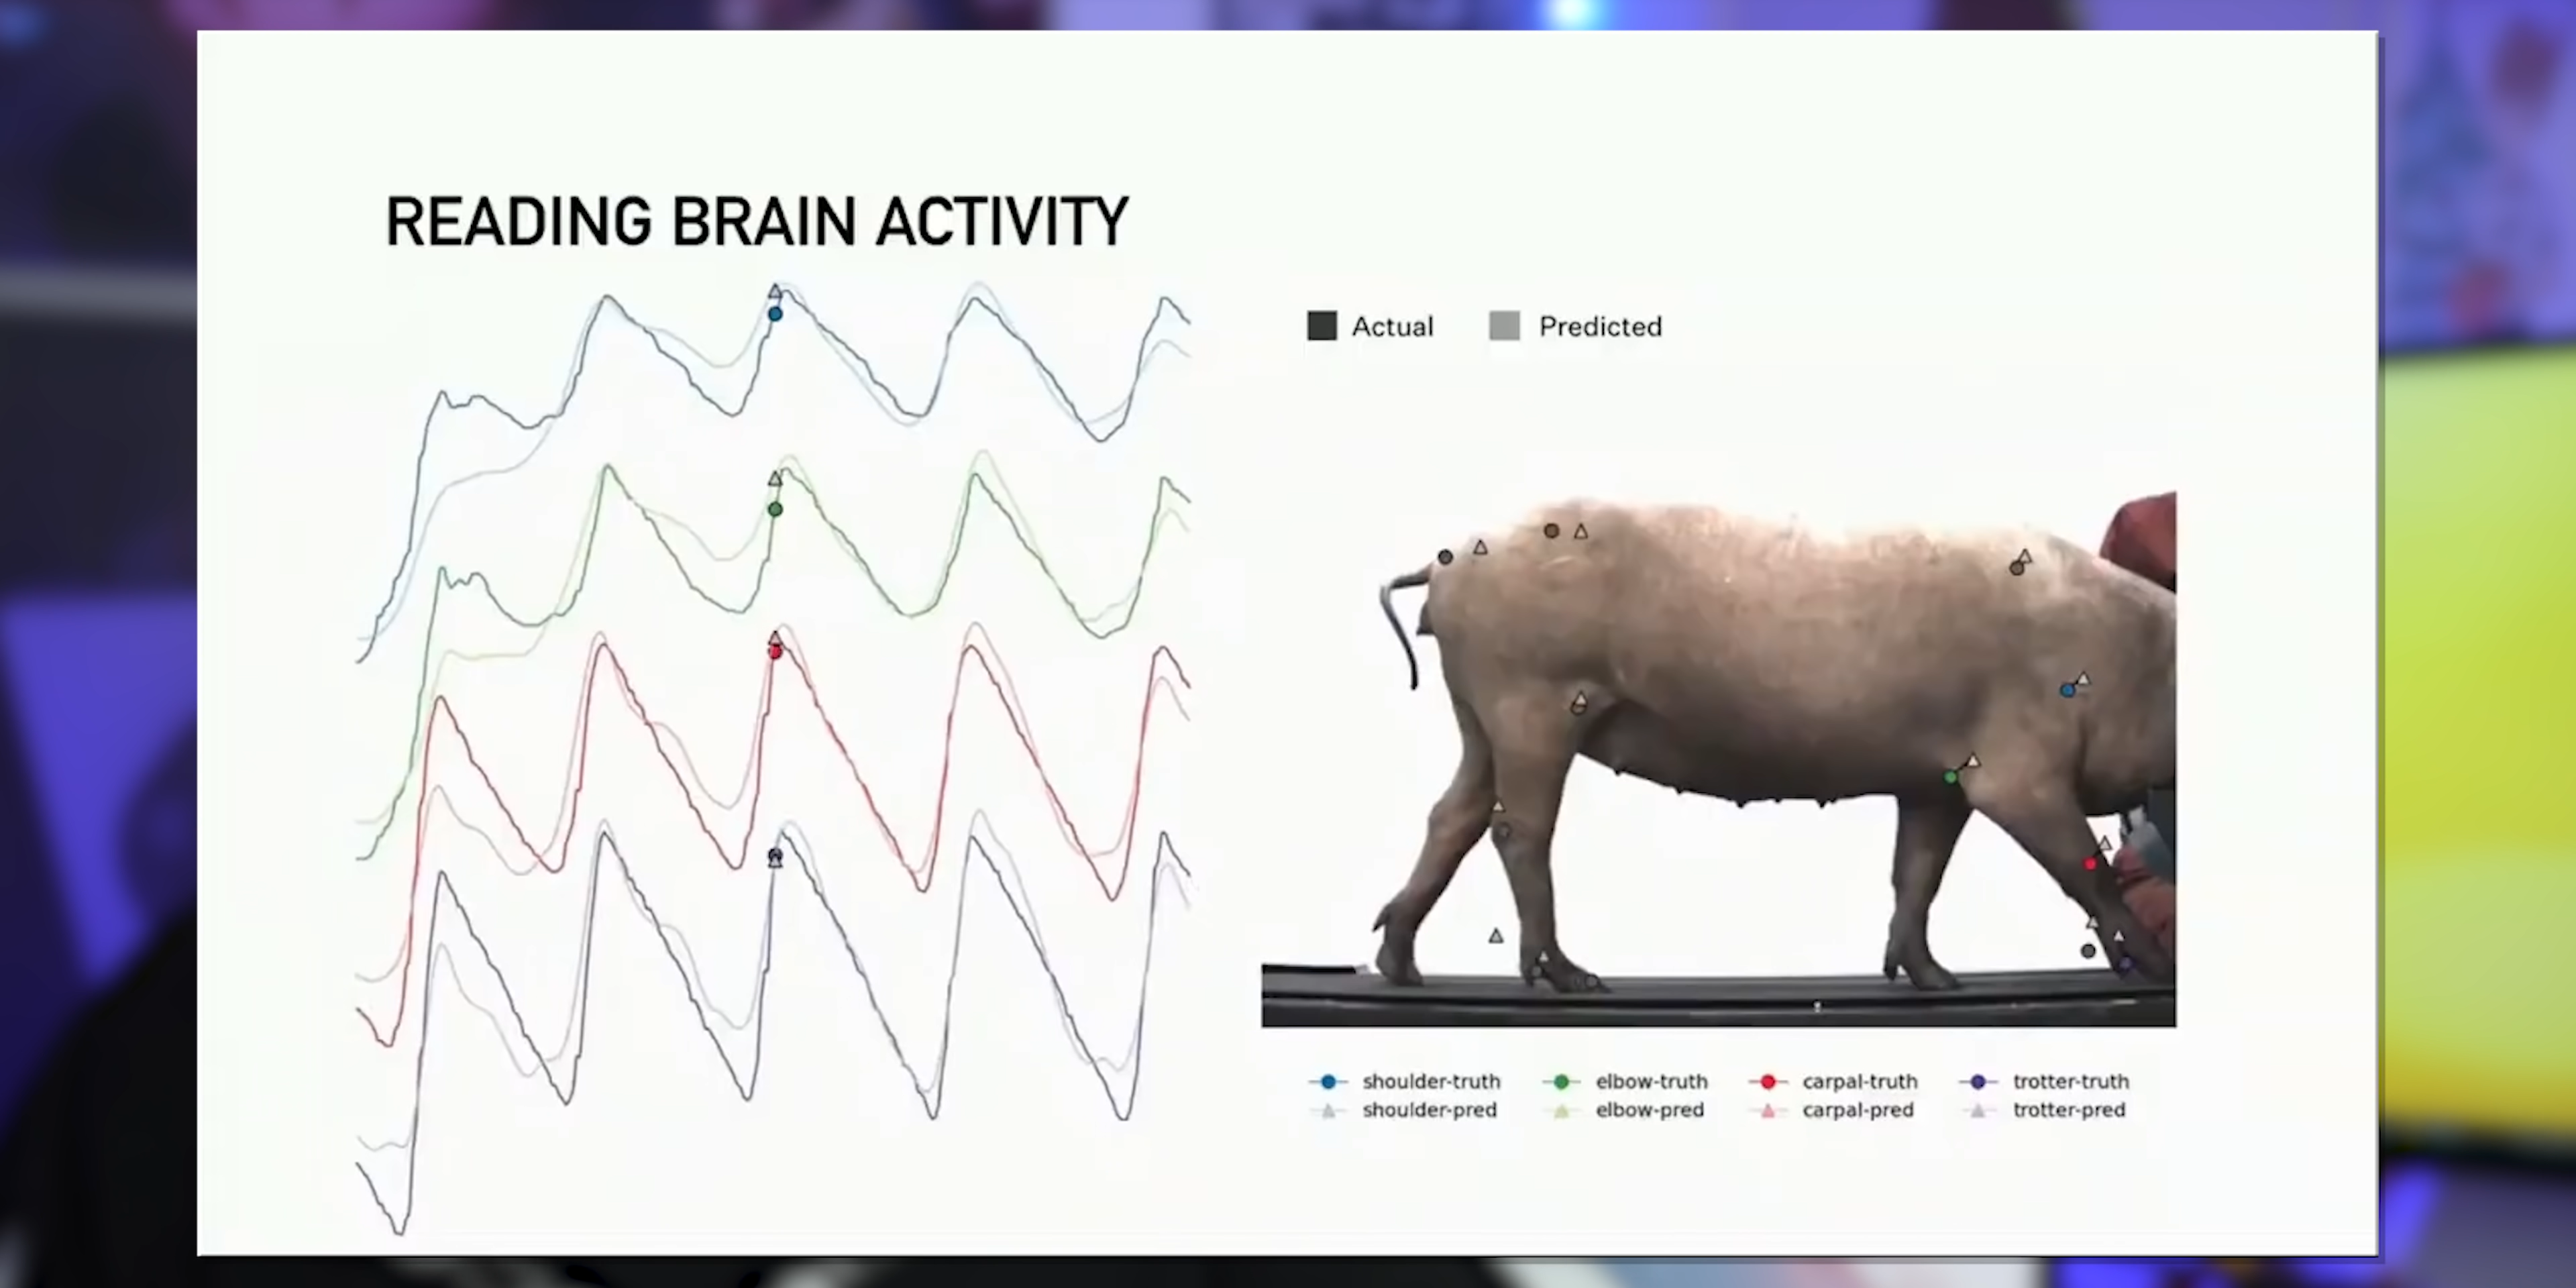 READING BRAIN ACTIVITY
Actual Predicted
shoulder-truth elbow-truth carpal-truth trotter-truth
shoulder-pred elbow-pred carpal-pred trotter-pred